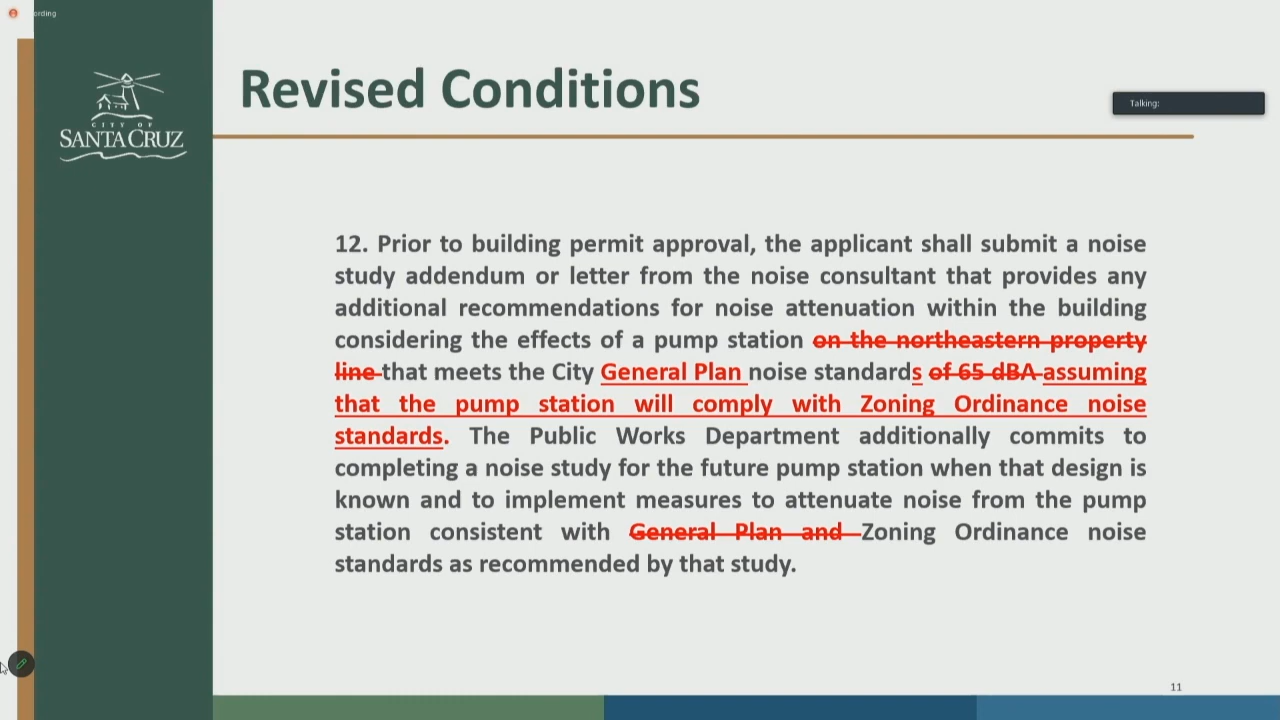 ording
CITY OF
SANTA CRUZ
Revised Conditions
Talking:
12. Prior to building permit approval, the applicant shall submit a noise
study addendum or letter from the noise consultant that provides any
additional recommendations for noise attenuation within the building
considering the effects of a pump station on the northeastern property
line that meets the City General Plan noise standards of 65 dBA assuming
that the pump station will comply with Zoning Ordinance noise
standards. The Public Works Department additionally commits to
completing a noise study for the future pump station when that design is
known and to implement measures to attenuate noise from the pump
station consistent with General Plan and Zoning Ordinance noise
standards as recommended by that study.
11